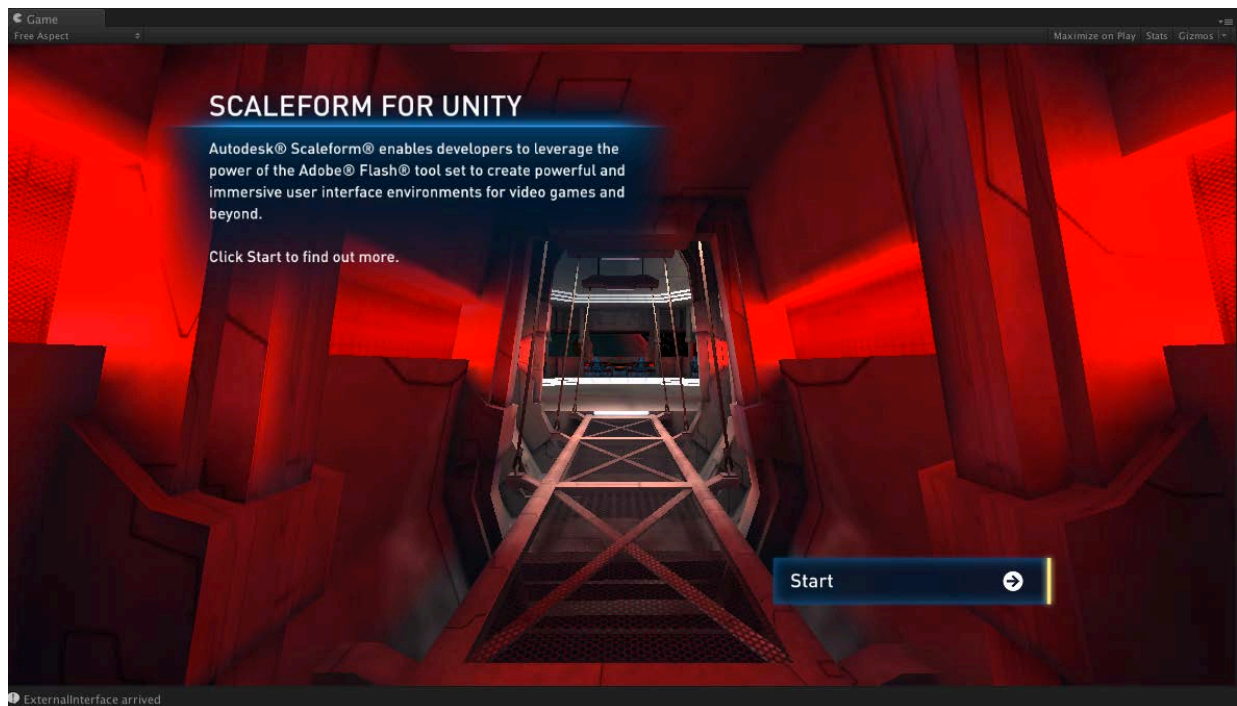 Game
Free Aspect
Maximize on Play Stats Gizmos
SCALEFORM FOR UNITY
Autodesk® Scaleform® enables developers to leverage the
power of the Adobe® Flash® tool set to create powerful and
immersive user interface environments for video games and
beyond.
Click Start to find out more.
Start
ExternalInterface arrived